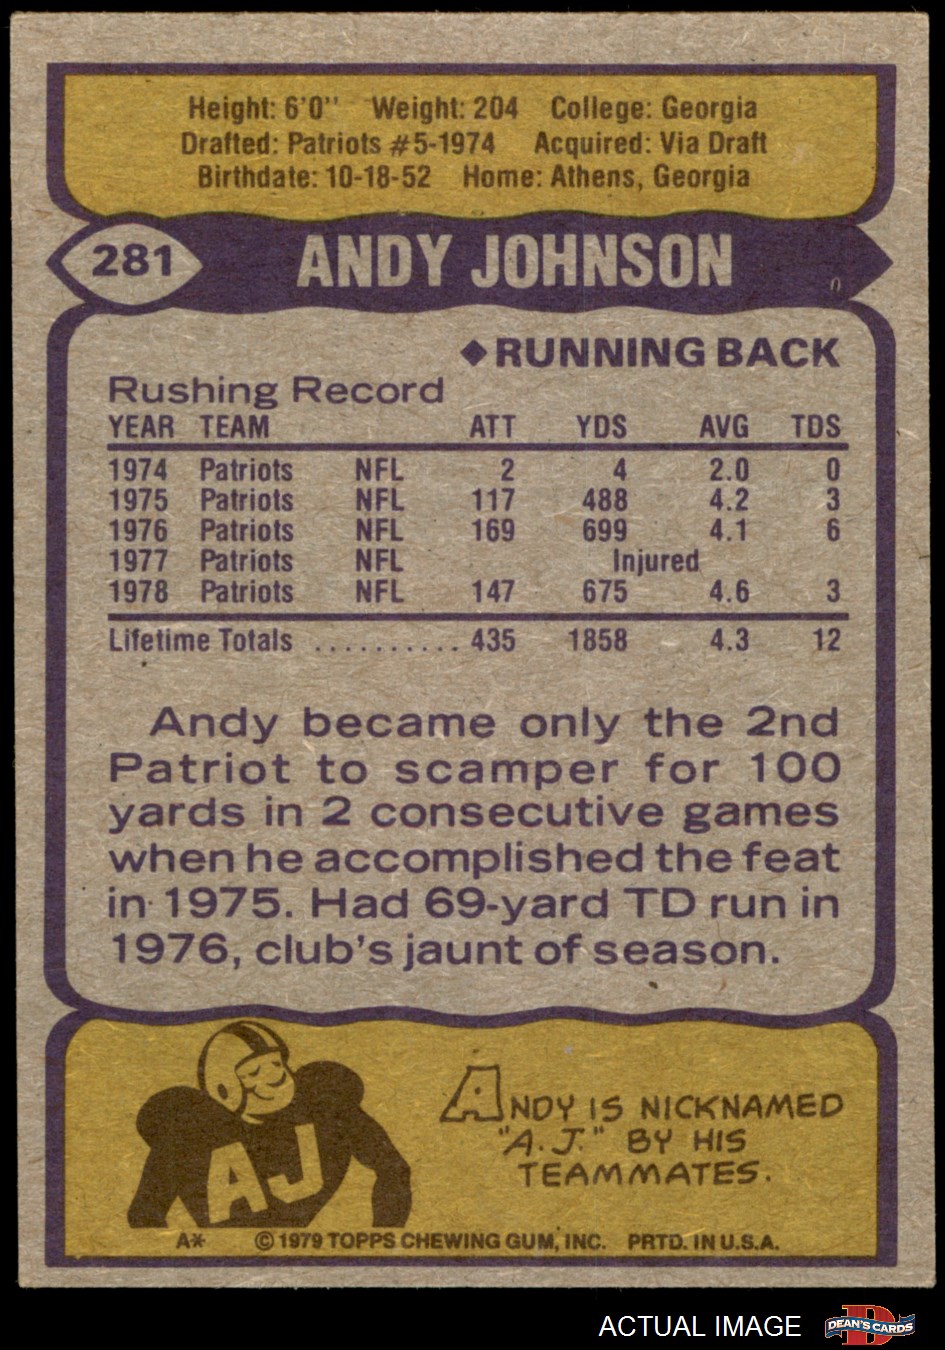 Height: 6'0" Weight: 204 College: Georgia
Drafted: Patriots #5-1974 Acquired: Via Draft
Birthdate: 10-18-52 Home: Athens, Georgia
281 ANDY JOHNSON
◆RUNNING BACK
Rushing Record
YEAR TEAM ATT YDS AVG TDS
1974 Patriots NFL 2 4 2.0 0
1975 Patriots NFL 117 488 4.2 3
1976 Patriots NFL 169 699 4.1 6
1977 Patriots NFL Injured
1978 Patriots NFL 147 675 4.6 3
Lifetime Totals .......... 435 1858 4.3 12
Andy became only the 2nd
Patriot to scamper for 100
yards in 2 consecutive games
when he accomplished the feat
in 1975. Had 69-yard TD run in
1976, club's jaunt of season.
AJ
ANDY IS NICKNAMED
"A.J." BY HIS
TEAMMATES.
A* © 1979 TOPPS CHEWING GUM, INC. PRTD. IN U.S.A.
ACTUAL IMAGE DEAN'S CARDS